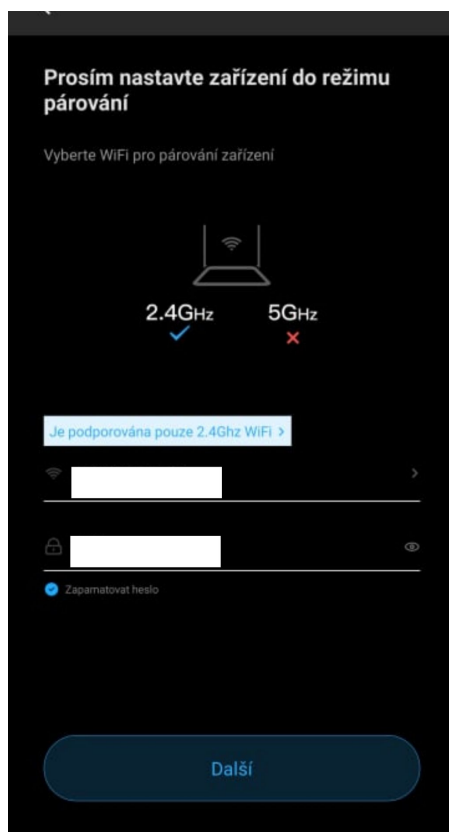 Prosím nastavte zařízení do režimu
párování
Vyberte WiFi pro párování zařízení
2.4GHz 5GHz
Je podporována pouze 2.4Ghz WiFi >
Zapamatovat heslo
Další